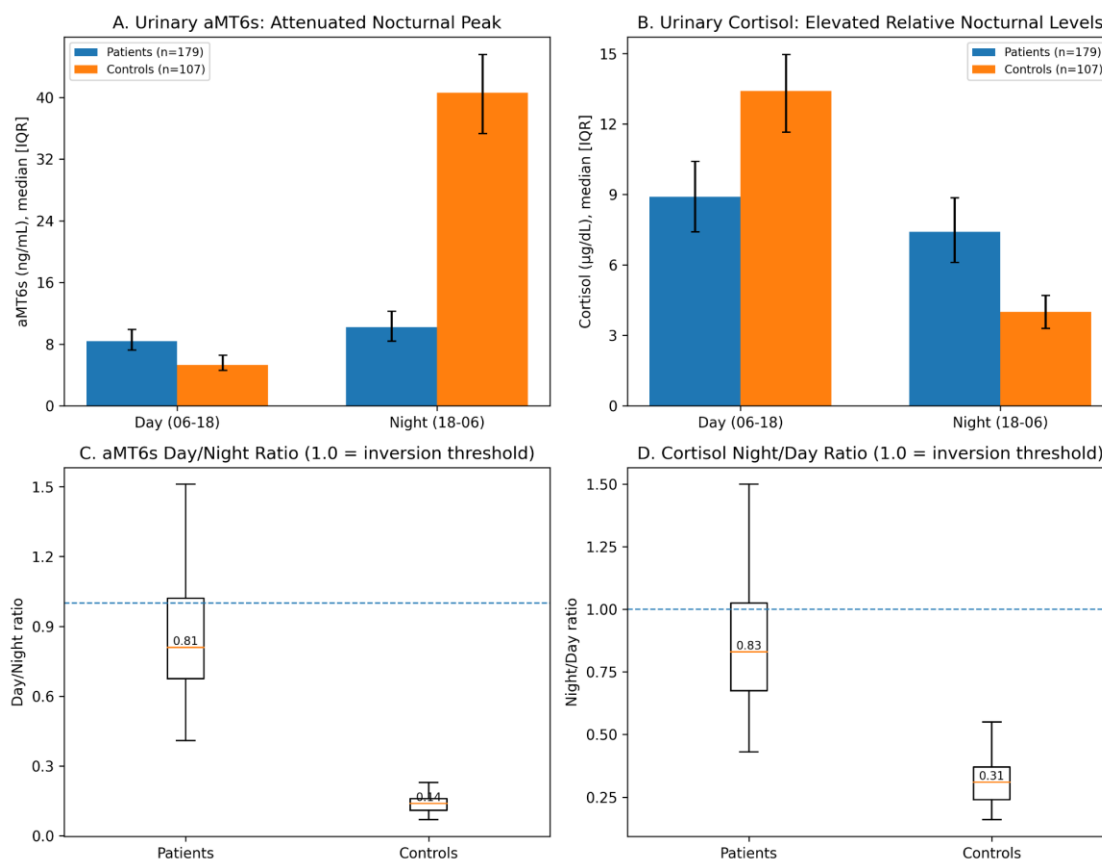 A. Urinary aMT6s: Attenuated Nocturnal Peak
Patients (n=179)
Controls (n=107)
aMT6s (ng/mL), median [IQR]
40
32
24
16
8
0
Day (06-18)
Night (18-06)
B. Urinary Cortisol: Elevated Relative Nocturnal Levels
Patients (n=179)
Controls (n=107)
Cortisol (µg/dL), median [IQR]
15
12
9
6
3
0
Day (06-18)
Night (18-06)
C. aMT6s Day/Night Ratio (1.0 = inversion threshold)
Day/Night ratio
1.5
1.2
0.9
0.6
0.3
0.0
0.81
0.14
Patients
Controls
D. Cortisol Night/Day Ratio (1.0 = inversion threshold)
Night/Day ratio
1.50
1.25
1.00
0.75
0.50
0.25
0.83
0.31
Patients
Controls